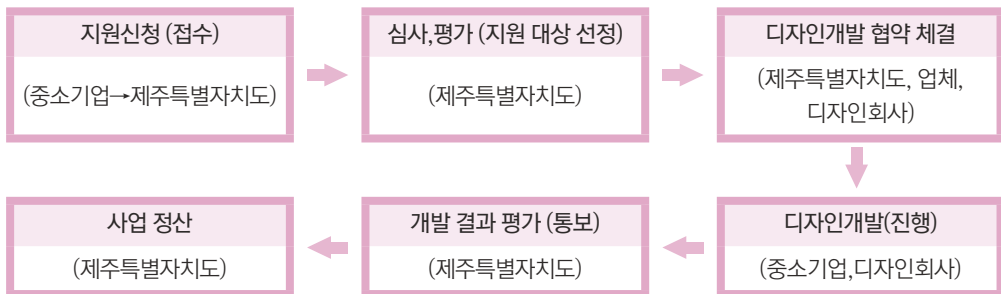 지원신청 (접수)
(중소기업→제주특별자치도)
심사,평가 (지원 대상 선정)
(제주특별자치도)
디자인개발 협약 체결
(제주특별자치도, 업체,
디자인회사)
디자인개발(진행)
(중소기업,디자인회사)
개발 결과 평가 (통보)
(제주특별자치도)
사업 정산
(제주특별자치도)